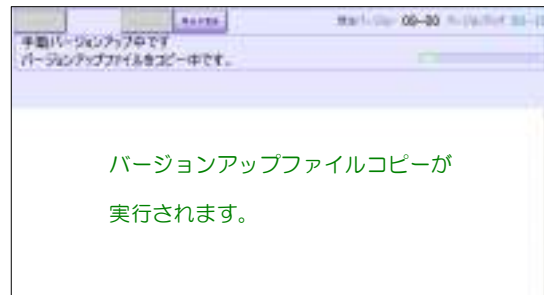 08-00
手動バージョンアップ中です
バージョンアップファイルをコピー中です。
バージョンアップファイルコピーが
実行されます。